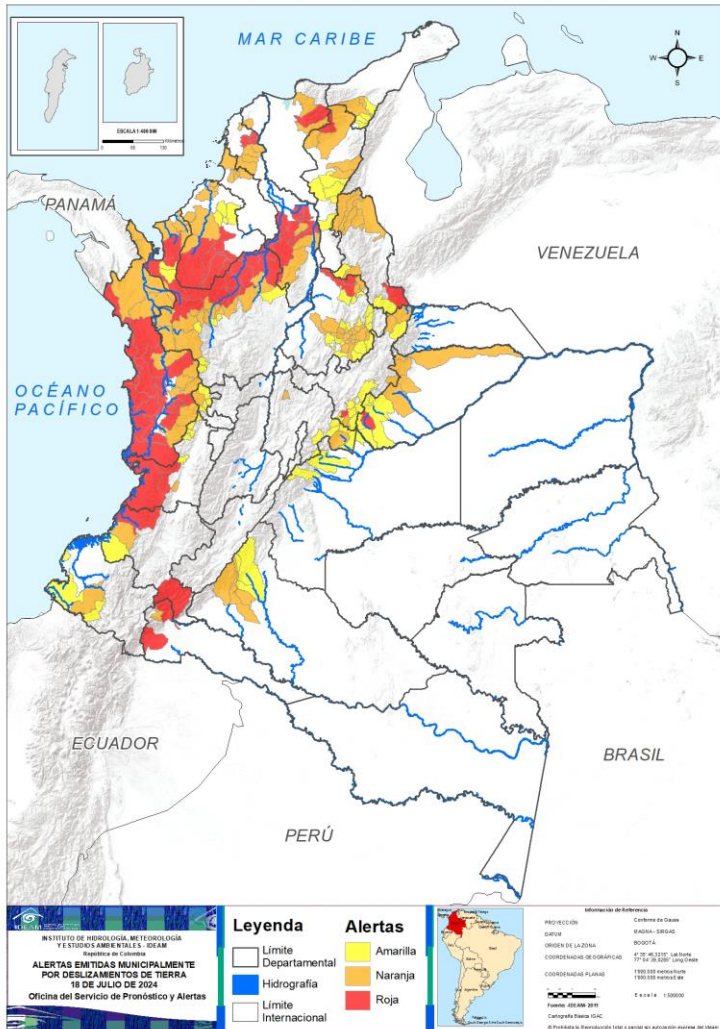 MAR CARIBE
N
W
E
S
ESCALA 1:400.000
PANAMÁ
VENEZUELA
OCÉANO
PACÍFICO
ECUADOR
BRASIL
PERÚ
IDEAM
INSTITUTO DE HIDROLOGÍA, METEOROLOGÍA
Y ESTUDIOS AMBIENTALES - IDEAM
República de Colombia
ALERTAS EMITIDAS MUNICIPALMENTE
POR DESLIZAMIENTOS DE TIERRA
18 DE JULIO DE 2024
Oficina del Servicio de Pronóstico y Alertas
Leyenda
Límite
Departamental
Hidrografía
Límite
Internacional
Alertas
Amarilla
Naranja
Roja
Información de Referencia
PROYECCIÓN Conforme de Gauss
DATUM MAGNA - SIRGAS
ORIGEN DE LA ZONA BOGOTÁ
COORDENADAS GEOGRÁFICAS
COORDENADAS PLANAS
Fuente: IDEAM- 2019
Cartografía Básica IGAC